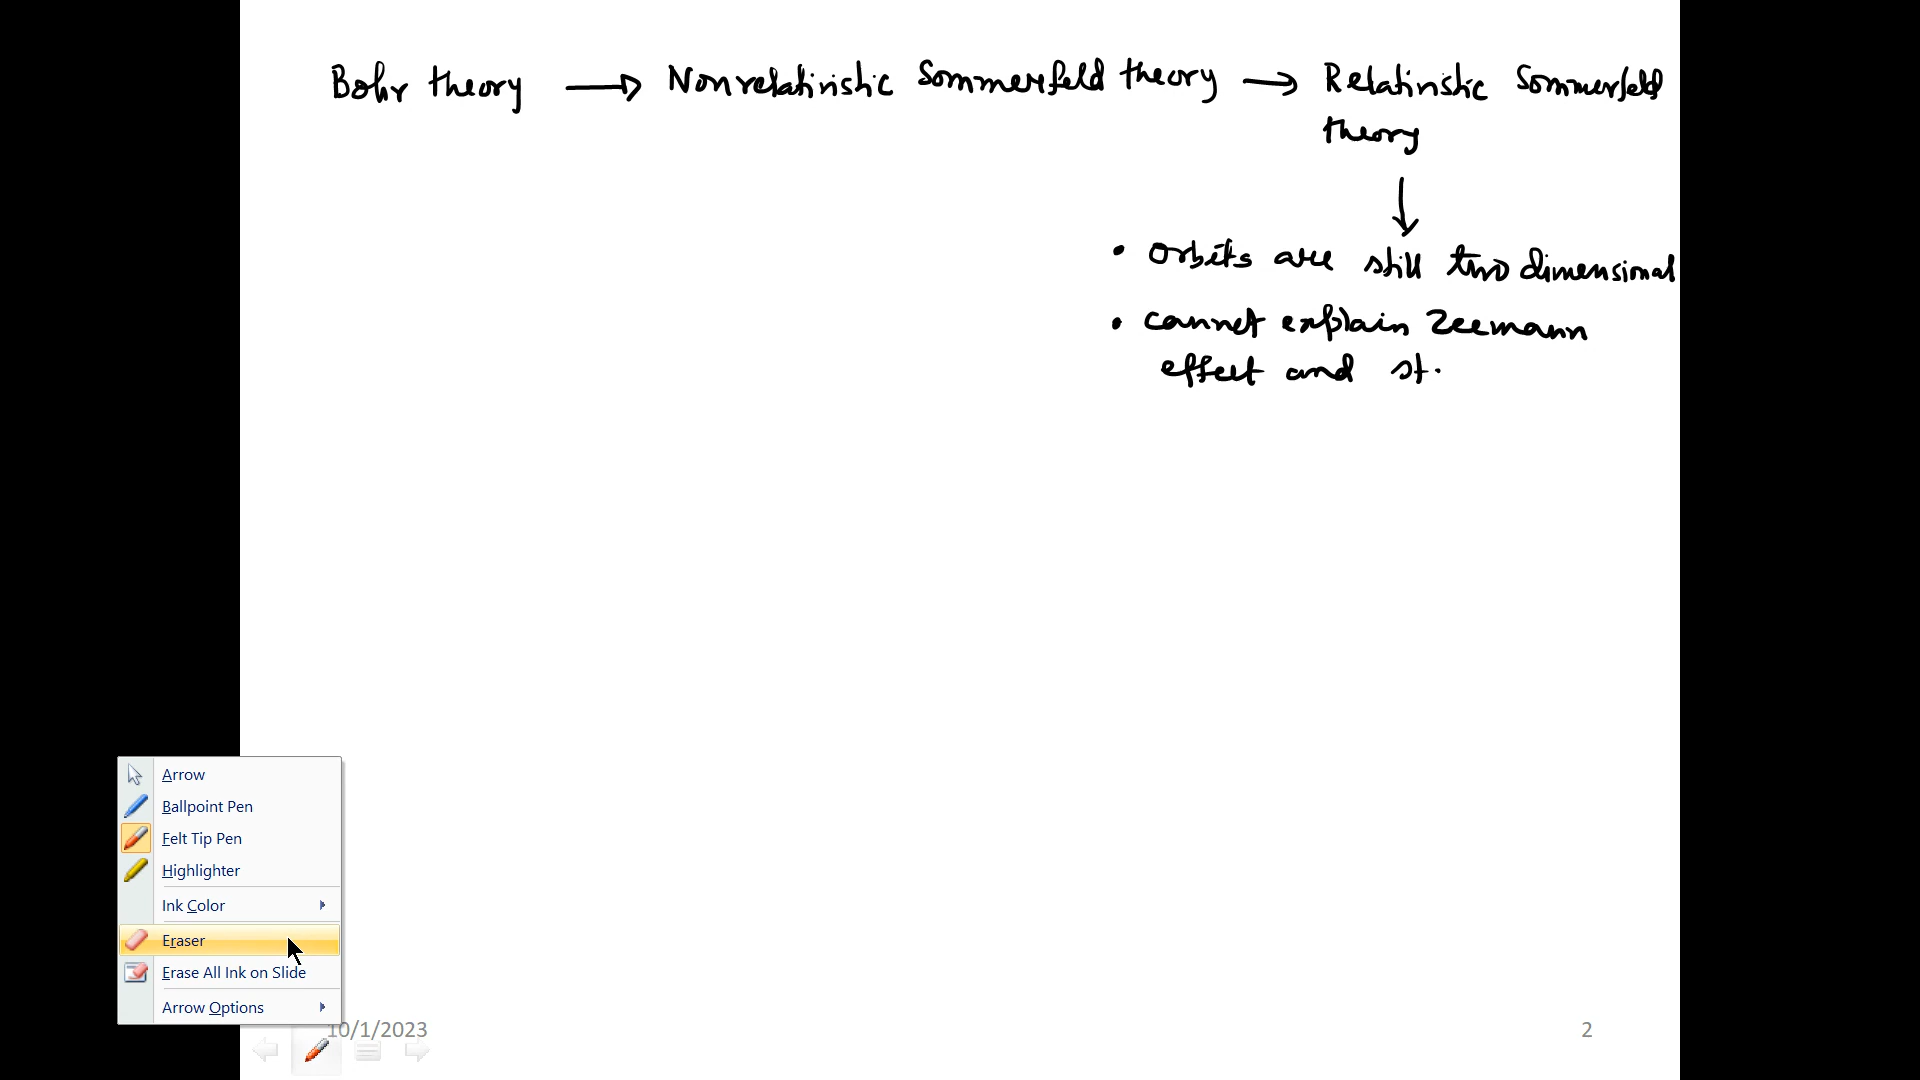 Bohr theory → Nonrelativistic Sommerfeld theory → Relativistic Sommerfeld
theory
↓
• Orbits are still two dimensional
• cannot explain Zeemann
effect and st.
Arrow
Ballpoint Pen
Felt Tip Pen
Highlighter
Ink Color
Eraser
Erase All Ink on Slide
Arrow Options
10/1/2023
2